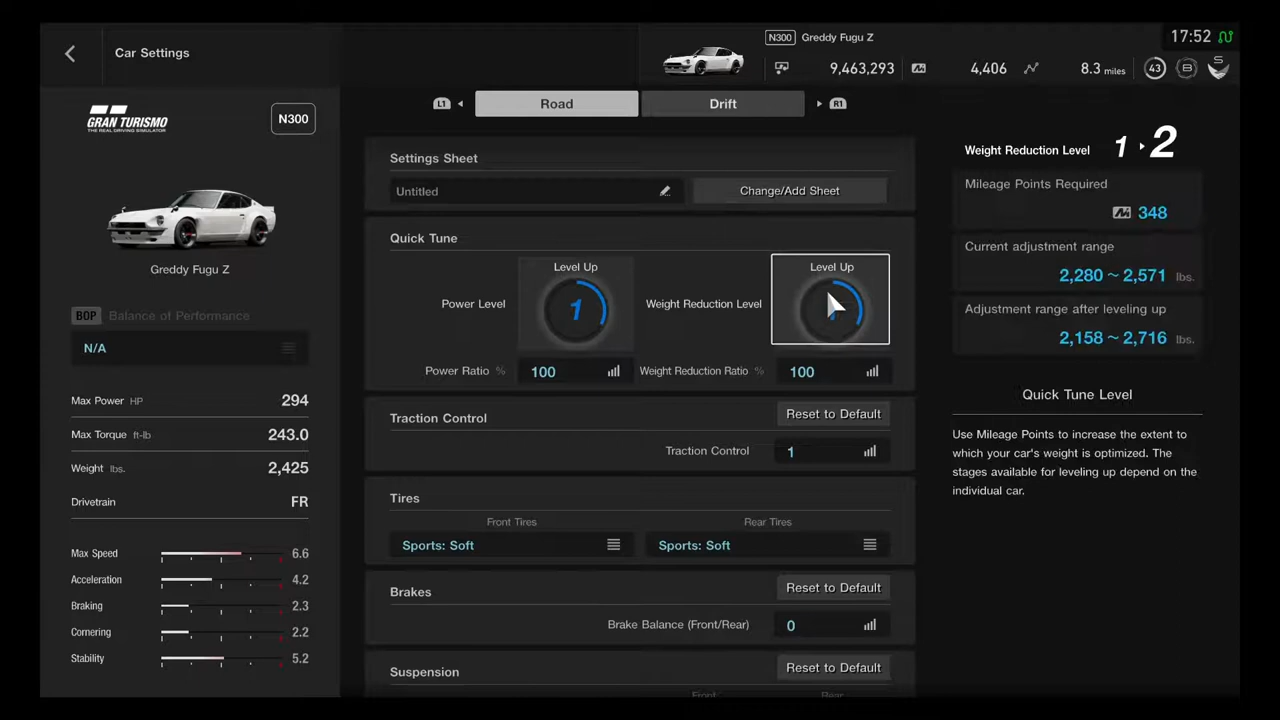 Car Settings
N300 Greddy Fugu Z
17:52
9,463,293
4,406
8.3 miles
43
S
GRAN TURISMO
THE REAL DRIVING SIMULATOR
N300
Greddy Fugu Z
BOP Balance of Performance
N/A
Max Power HP 294
Max Torque ft-lb 243.0
Weight lbs. 2,425
Drivetrain FR
Max Speed 6.6
Acceleration 4.2
Braking 2.3
Cornering 2.2
Stability 5.2
L1 Road Drift R1
Settings Sheet
Untitled Change/Add Sheet
Quick Tune
Level Up Level Up
Power Level 1 Weight Reduction Level
Power Ratio % 100 Weight Reduction Ratio % 100
Traction Control Reset to Default
Traction Control 1
Tires
Front Tires Rear Tires
Sports: Soft Sports: Soft
Brakes Reset to Default
Brake Balance (Front/Rear) 0
Suspension Reset to Default
Front Rear
Weight Reduction Level 1 2
Mileage Points Required
348
Current adjustment range
2,280 ~ 2,571 lbs.
Adjustment range after leveling up
2,158 ~ 2,716 lbs.
Quick Tune Level
Use Mileage Points to increase the extent to
which your car's weight is optimized. The
stages available for leveling up depend on the
individual car.